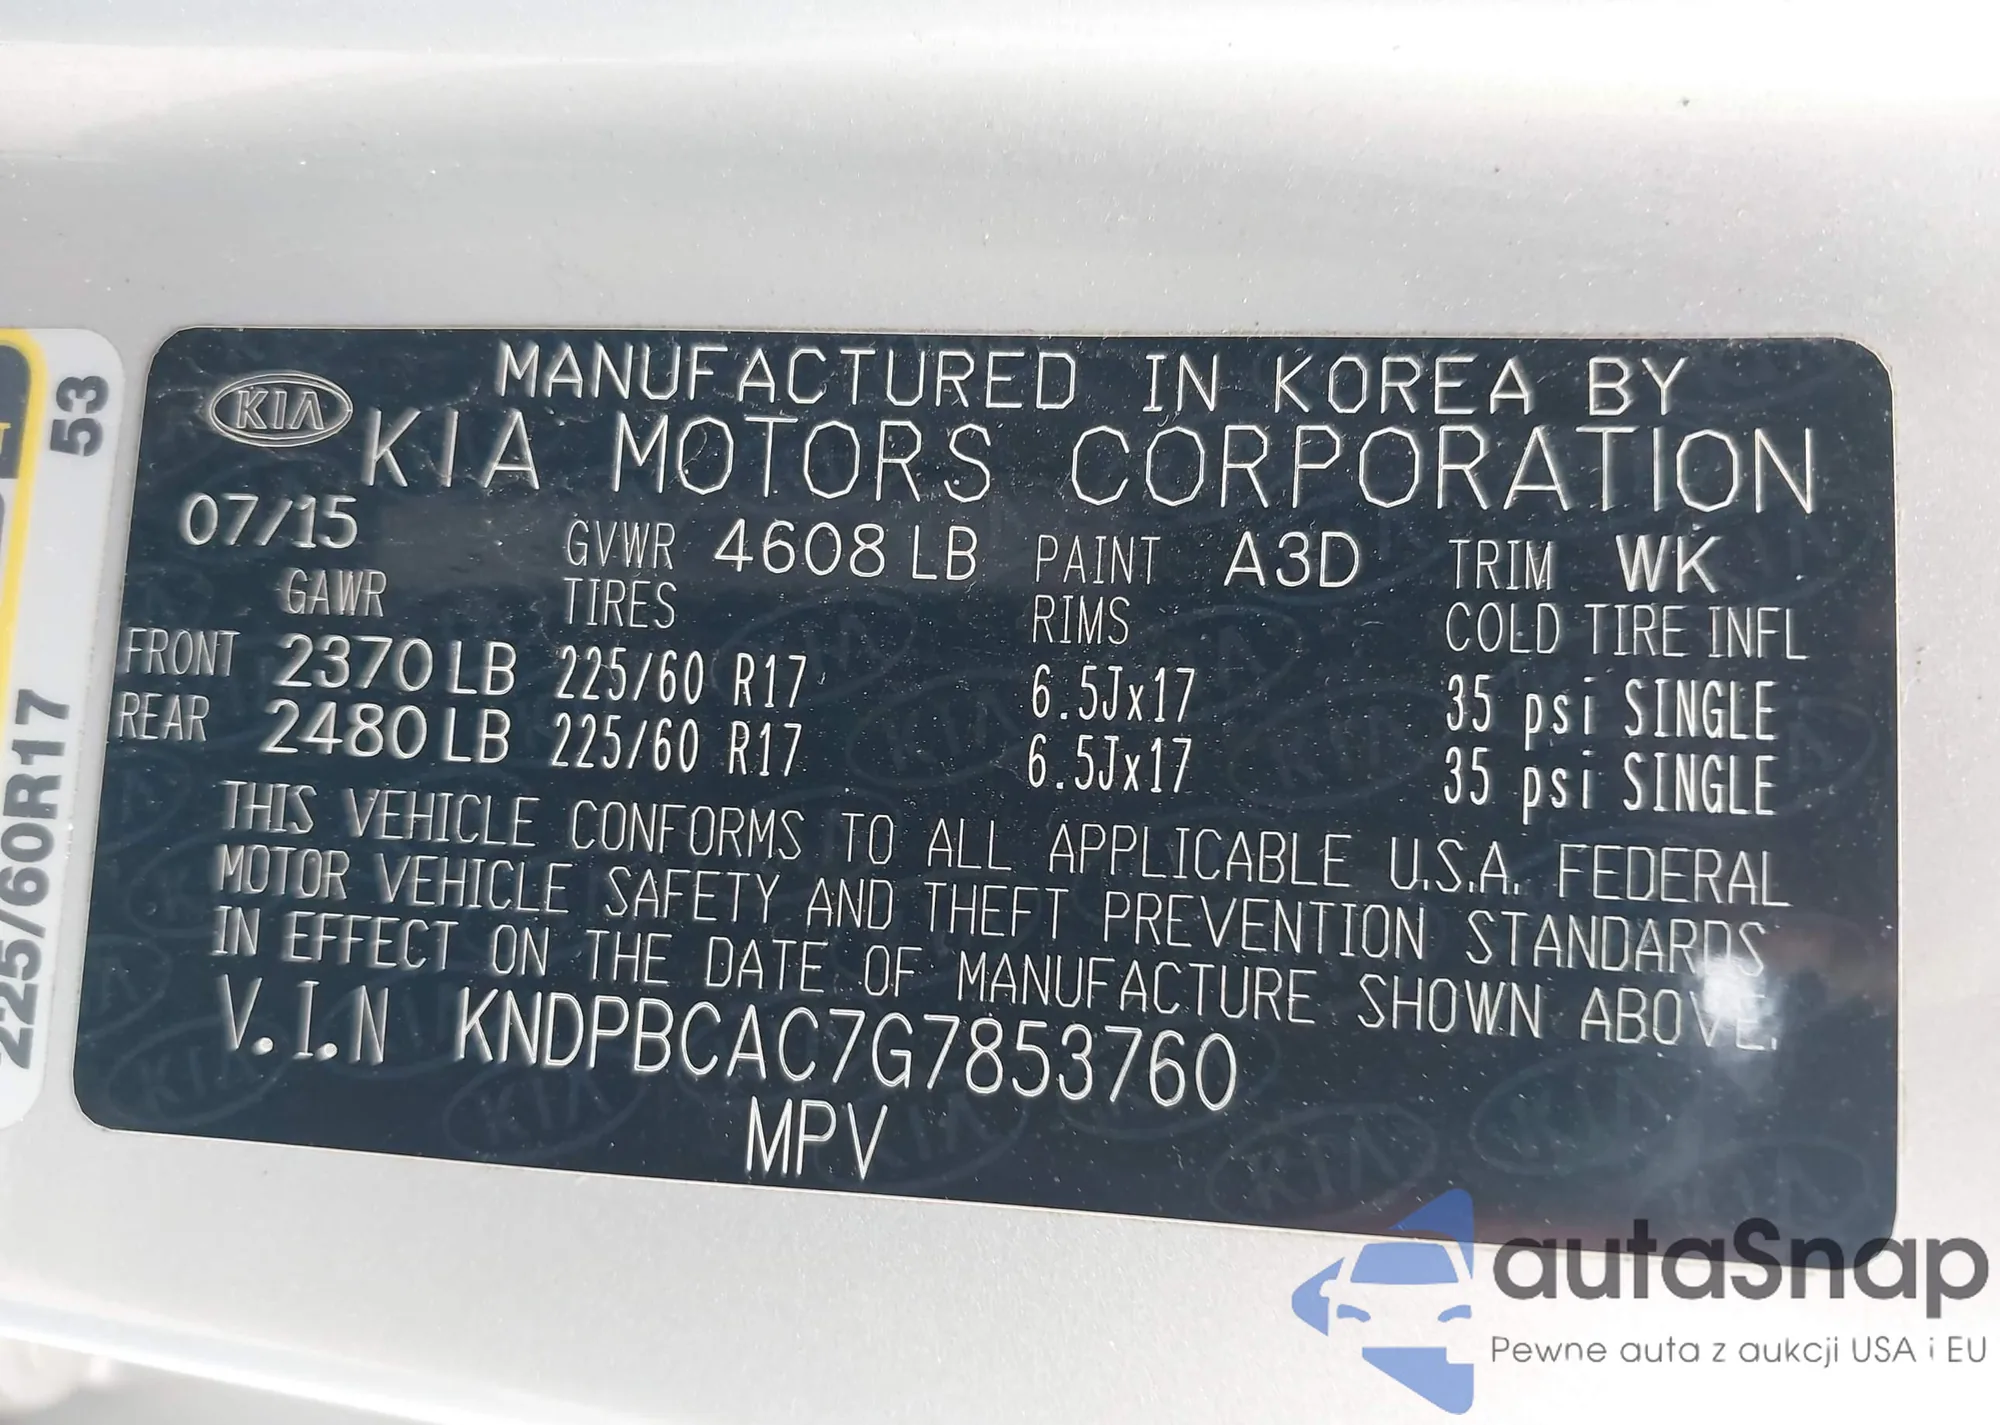 MANUFACTURED IN KOREA BY
KIA KIA MOTORS CORPORATION
07/15 GVWR 4608 LB PAINT A3D TRIM WK
GAWR TIRES RIMS COLD TIRE INFL
FRONT 2370 LB 225/60 R17 6.5Jx17 35 psi SINGLE
REAR 2480 LB 225/60 R17 6.5Jx17 35 psi SINGLE
THIS VEHICLE CONFORMS TO ALL APPLICABLE U.S.A. FEDERAL
MOTOR VEHICLE SAFETY AND THEFT PREVENTION STANDARDS
IN EFFECT ON THE DATE OF MANUFACTURE SHOWN ABOVE.
V.I.N KNDPBCAC7G7853760
MPV
225/60R17 53
autaSnap
Pewne auta z aukcji USA i EU